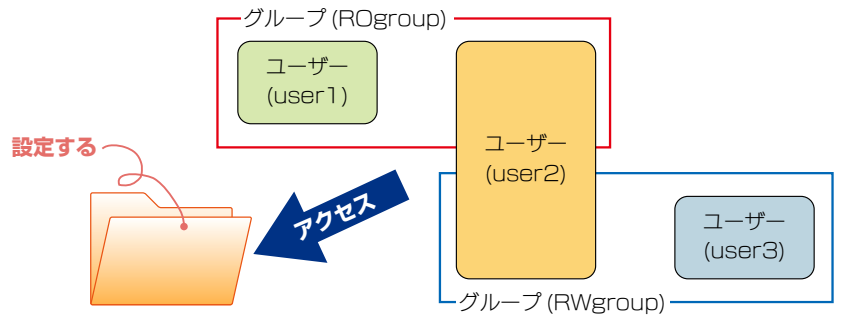 グループ (ROgroup)
ユーザー
(user1)
ユーザー
(user2)
設定する
アクセス
ユーザー
(user3)
グループ (RWgroup)